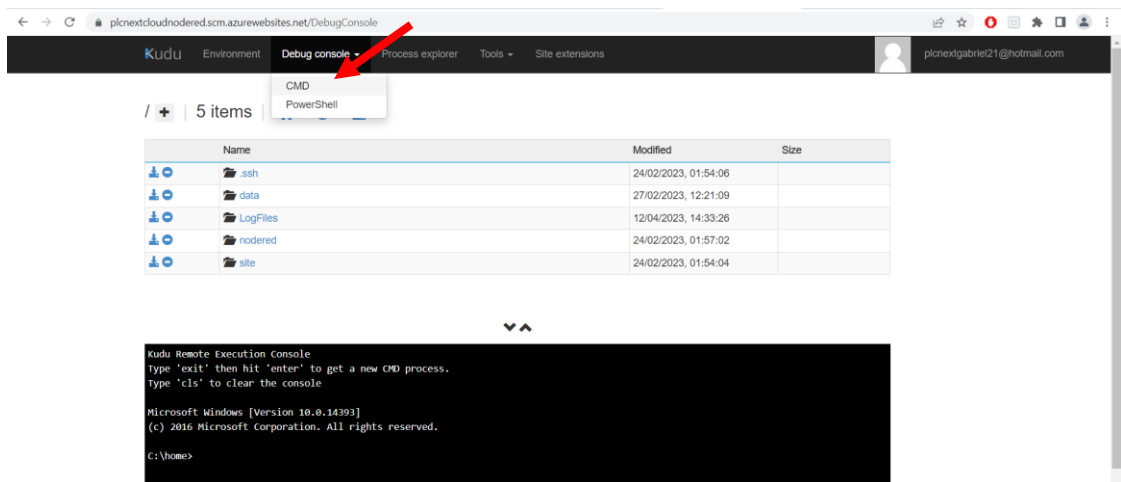 plcnextcloudnodered.scm.azurewebsites.net/DebugConsole
Kudu Environment Debug console Process explorer Tools Site extensions plcnextgabriel21@hotmail.com
CMD
PowerShell
/ + | 5 items |
Name Modified Size
.ssh 24/02/2023, 01:54:06
data 27/02/2023, 12:21:09
LogFiles 12/04/2023, 14:33:26
nodered 24/02/2023, 01:57:02
site 24/02/2023, 01:54:04
Kudu Remote Execution Console
Type 'exit' then hit 'enter' to get a new CMD process.
Type 'cls' to clear the console
Microsoft Windows [Version 10.0.14393]
(c) 2016 Microsoft Corporation. All rights reserved.
C:\home>